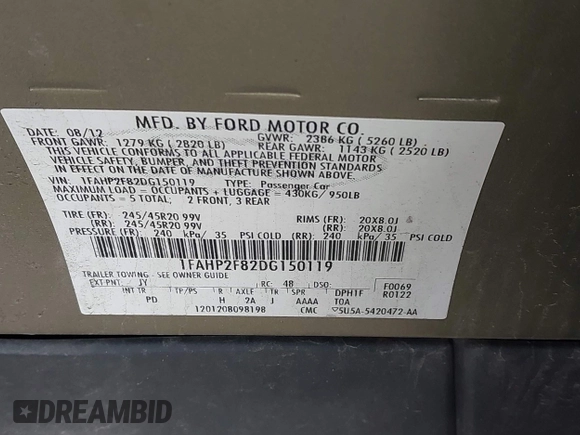 MFD. BY FORD MOTOR CO.
DATE: 08/12 GVWR: 2386 KG ( 5260 LB)
FRONT GAWR: 1279 KG ( 2820 LB) REAR GAWR: 1143 KG ( 2520 LB)
THIS VEHICLE CONFORMS TO ALL APPLICABLE FEDERAL MOTOR
VEHICLE SAFETY, BUMPER, AND THEFT PREVENTION STANDARDS
IN EFFECT ON THE DATE OF MANUFACTURE SHOWN ABOVE.
VIN: 1FAHP2F82DG150119 TYPE: Passenger Car
MAXIMUM LOAD = OCCUPANTS + LUGGAGE = 430KG/ 950LB
OCCUPANTS = 5 TOTAL; 2 FRONT, 3 REAR
TIRE (FR): 245/45R20 99V RIMS (FR): 20X8.0J
(RR): 245/45R20 99V (RR): 20X8.0J
PRESSURE (FR): 240 kPa/ 35 PSI COLD (RR): 240 kPa/ 35 PSI COLD
1FAHP2F82DG150119
TRAILER TOWING - SEE OWNER GUIDE
EXT PNT: JY RC: 48 DSO: F0069
INT TR TP/PS R AXLE TR SPR DPH1F R0122
PD H 2A J AAAA TOA
120120809819B CMC 5U5A-5420472-AA
DREAMBID